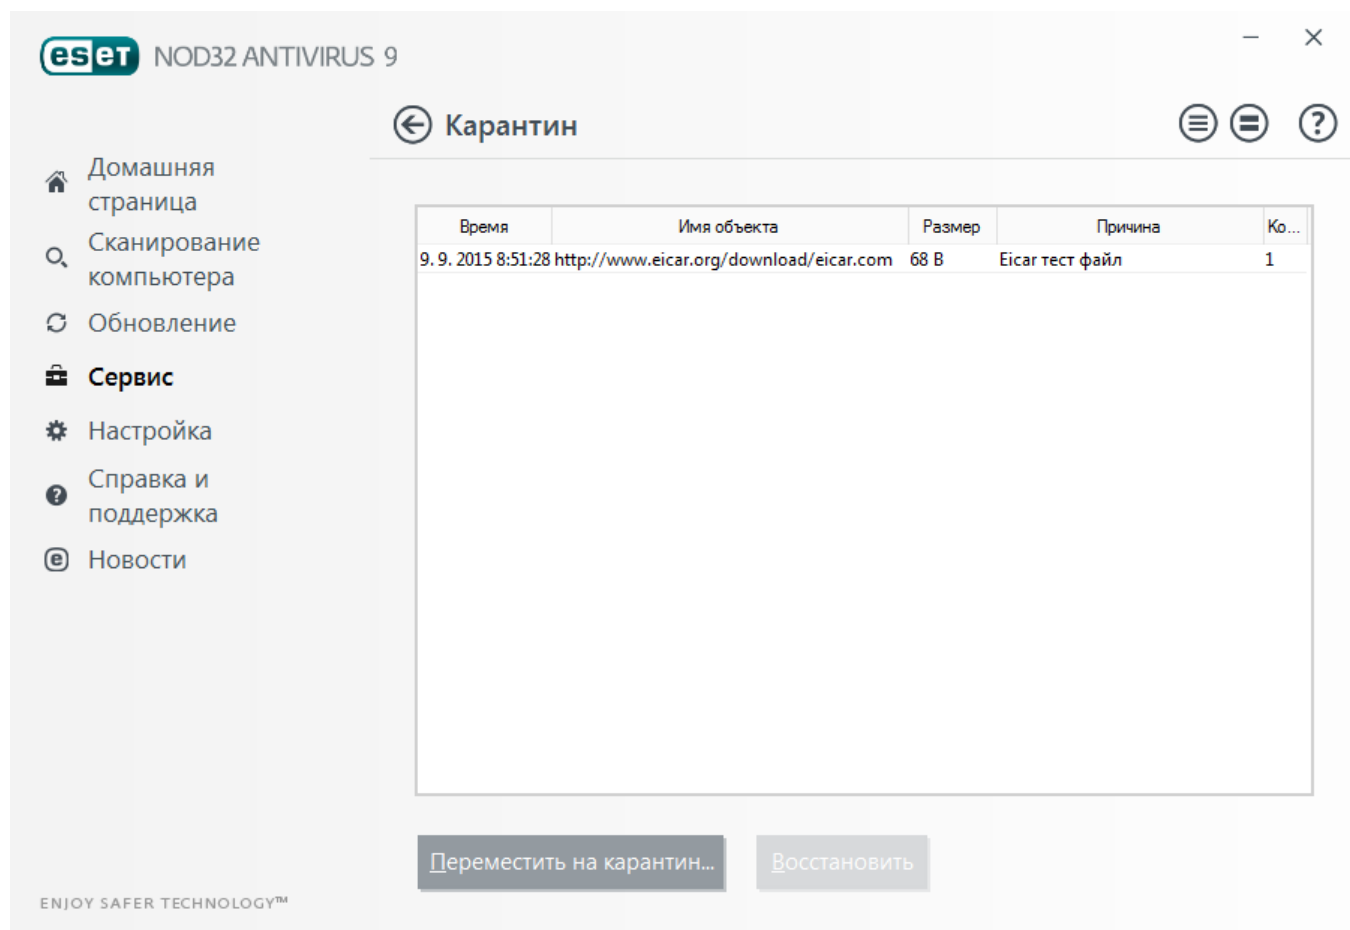 eset NOD32 ANTIVIRUS 9
Карантин
Домашняя
страница
Сканирование
компьютера
Обновление
Сервис
Настройка
Справка и
поддержка
Новости
Время Имя объекта Размер Причина Ко...
9. 9. 2015 8:51:28 http://www.eicar.org/download/eicar.com 68 B Eicar тест файл 1
Переместить на карантин... Восстановить
ENJOY SAFER TECHNOLOGY™